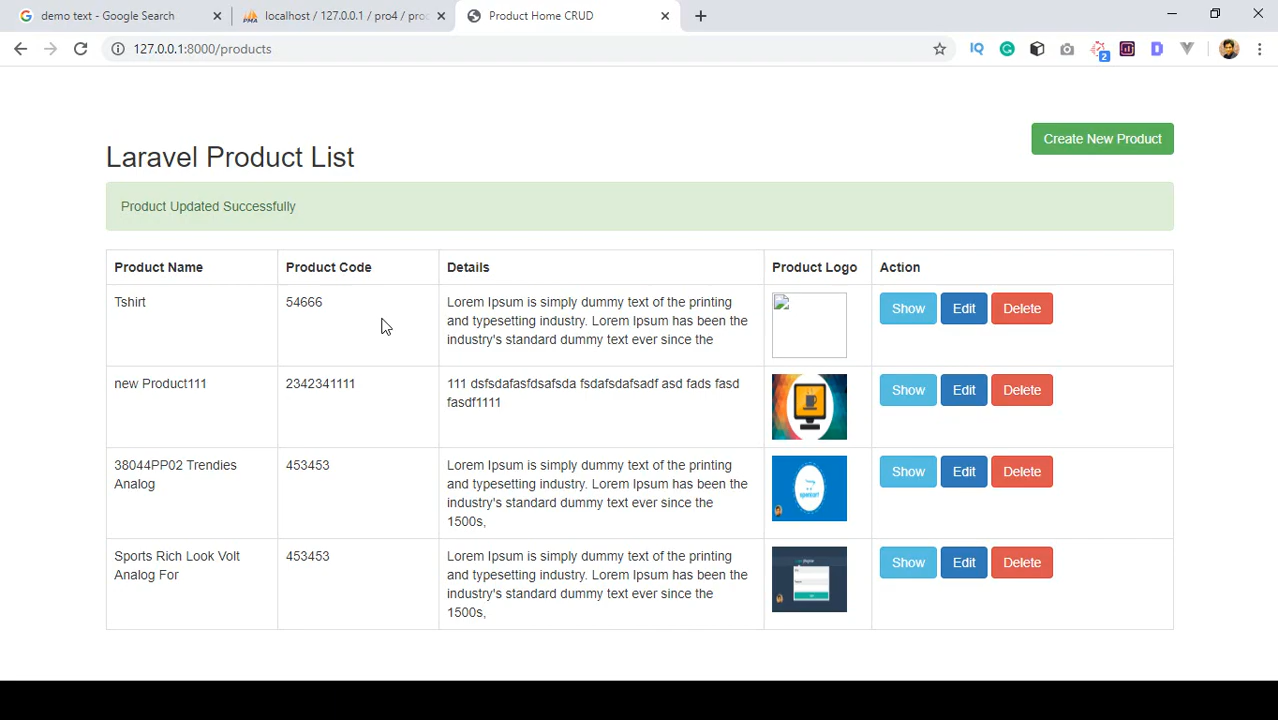 demo text - Google Search
localhost / 127.0.0.1 / pro4 / pro
Product Home CRUD
127.0.0.1:8000/products
IQ
2
D
Laravel Product List
Create New Product
Product Updated Successfully
Product Name Product Code Details Product Logo Action
Tshirt
54666
Lorem Ipsum is simply dummy text of the printing
and typesetting industry. Lorem Ipsum has been the
industry's standard dummy text ever since the
Show Edit Delete
new Product111
2342341111
111 dsfsdafasfdsafsda fsdafsdafsadf asd fads fasd
fasdf1111
Show Edit Delete
38044PP02 Trendies
Analog
453453
Lorem Ipsum is simply dummy text of the printing
and typesetting industry. Lorem Ipsum has been the
industry's standard dummy text ever since the
1500s,
Show Edit Delete
Sports Rich Look Volt
Analog For
453453
Lorem Ipsum is simply dummy text of the printing
and typesetting industry. Lorem Ipsum has been the
industry's standard dummy text ever since the
1500s,
Show Edit Delete